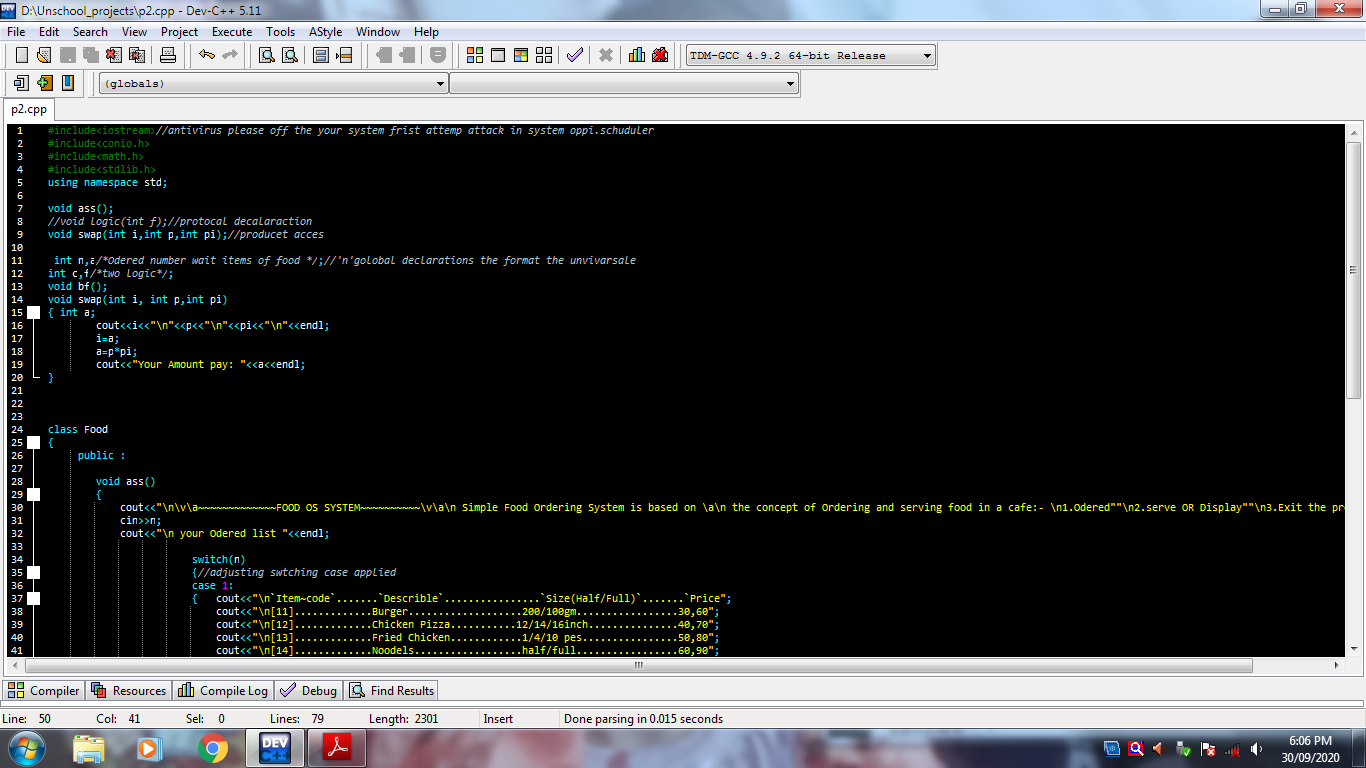 D:\Unschool_projects\p2.cpp - Dev-C++ 5.11
File Edit Search View Project Execute Tools AStyle Window Help
TDM-GCC 4.9.2 64-bit Release
(globals)
p2.cpp
1 #include<iostream>//antivirus please off the your system frist attemp attack in system oppi.schuduler
2 #include<conio.h>
3 #include<math.h>
4 #include<stdlib.h>
5 using namespace std;
6
7 void ass();
8 //void logic(int f);//protocal decalaraction
9 void swap(int i,int p,int pi);//producet acces
10
11 int n,a/*Odered number wait items of food */;//'n'golobal declarations the format the unvivarsale
12 int c,f/*two logic*/;
13 void bf();
14 void swap(int i, int p,int pi)
15 { int a;
16 cout<<i<<"\n"<<p<<"\n"<<pi<<"\n"<<endl;
17 i=a;
18 a=p*pi;
19 cout<<"Your Amount pay: "<<a<<endl;
20 }
21
22
23
24 class Food
25 {
26 public :
27
28 void ass()
29 {
30 cout<<"\n\v\a~~~~~~~~~~~~~FOOD OS SYSTEM~~~~~~~~~~\v\a\n Simple Food Ordering System is based on \a\n the concept of Ordering and serving food in a cafe:- \n1.Odered""\n2.serve OR Display""\n3.Exit the pr
31 cin>>n;
32 cout<<"\n your Odered list "<<endl;
33
34 switch(n)
35 {//adjusting swtching case applied
36 case 1:
37 { cout<<"\n`Item~code`.......`Describle`................`Size(Half/Full)`.......`Price";
38 cout<<"\n[11].............Burger...................200/100gm.................30,60";
39 cout<<"\n[12].............Chicken Pizza...........12/14/16inch...............40,70";
40 cout<<"\n[13].............Fried Chicken............1/4/10 pes................50,80";
41 cout<<"\n[14].............Noodels..................half/full.................60,90";
Compiler Resources Compile Log Debug Find Results
Line: 50 Col: 41 Sel: 0 Lines: 79 Length: 2301 Insert Done parsing in 0.015 seconds
DEV C++
6:06 PM
30/09/2020